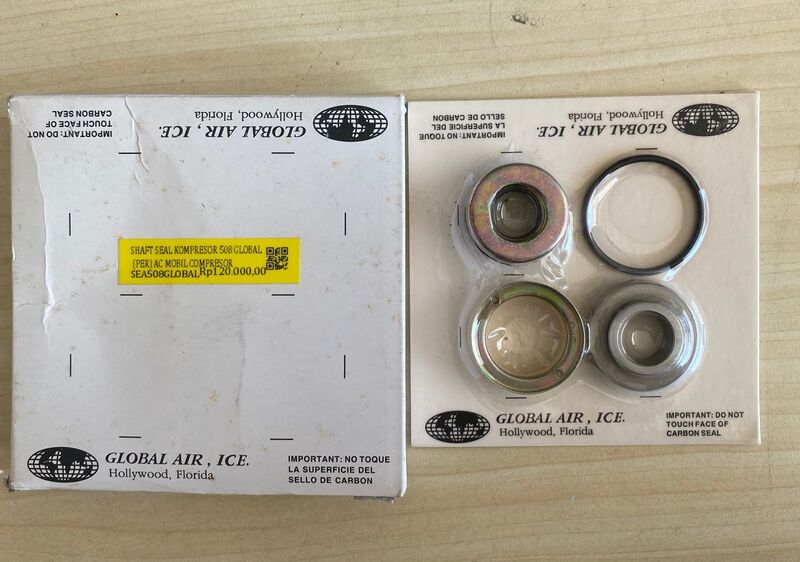 IMPORTANT: DO NOT
TOUCH FACE OF
CARBON SEAL
GLOBAL AIR , ICE.
Hollywood, Florida
SHAFT SEAL KOMPRESOR 508 GLOBAL
(PER) AC MOBIL COMPRESOR
SEA508GLOBAL Rp120.000,00
GLOBAL AIR , ICE.
Hollywood, Florida
IMPORTANT: NO TOQUE
LA SUPERFICIE DEL
SELLO DE CARBON
IMPORTANT: NO TOQUE
LA SUPERFICIE DEL
SELLO DE CARBON
GLOBAL AIR , ICE.
Hollywood, Florida
GLOBAL AIR , ICE.
Hollywood, Florida
IMPORTANT: DO NOT
TOUCH FACE OF
CARBON SEAL